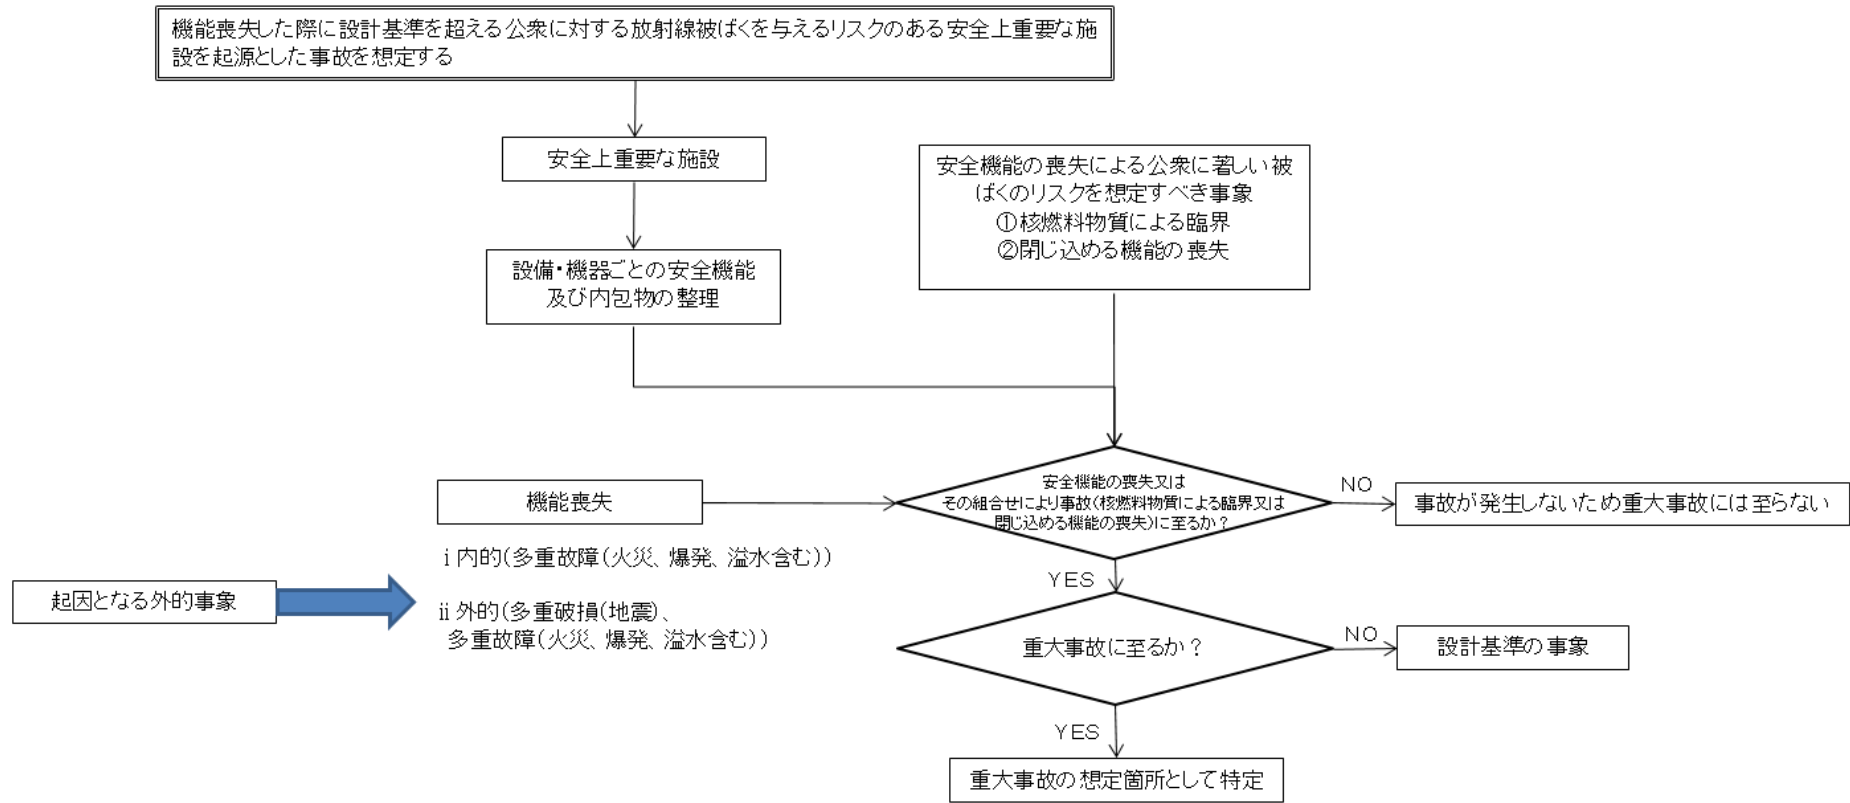 機能喪失した際に設計基準を超える公衆に対する放射線被ばくを与えるリスクのある安全上重要な施
設を起源とした事故を想定する
安全上重要な施設
設備・機器ごとの安全機能
及び内包物の整理
安全機能の喪失による公衆に著しい被
ばくのリスクを想定すべき事象
①核燃料物質による臨界
②閉じ込める機能の喪失
機能喪失
ⅰ内的(多重故障(火災、爆発、溢水含む))
起因となる外的事象
ⅱ外的(多重破損(地震)、
多重故障(火災、爆発、溢水含む))
安全機能の喪失又は
その組合せにより事故(核燃料物質による臨界又は
閉じ込める機能の喪失)に至るか？
NO
事故が発生しないため重大事故には至らない
YES
重大事故に至るか？
NO
設計基準の事象
YES
重大事故の想定箇所として特定